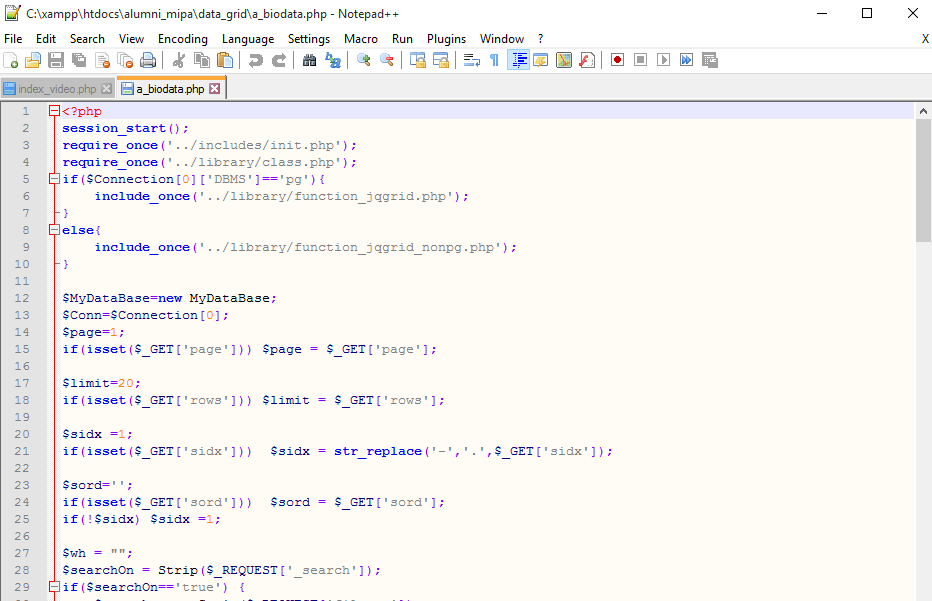 C:\xampp\htdocs\alumni_mipa\data_grid\a_biodata.php - Notepad++
File Edit Search View Encoding Language Settings Macro Run Plugins Window ? X
index_video.php a_biodata.php
1 <?php
2 session_start();
3 require_once('../includes/init.php');
4 require_once('../library/class.php');
5 if($Connection[0]['DBMS']=='pg'){
6 include_once('../library/function_jqgrid.php');
7 }
8 else{
9 include_once('../library/function_jqgrid_nonpg.php');
10 }
11
12 $MyDataBase=new MyDataBase;
13 $Conn=$Connection[0];
14 $page=1;
15 if(isset($_GET['page'])) $page = $_GET['page'];
16
17 $limit=20;
18 if(isset($_GET['rows'])) $limit = $_GET['rows'];
19
20 $sidx =1;
21 if(isset($_GET['sidx']))  $sidx = str_replace('-','.',$_GET['sidx']);
22
23 $sord='';
24 if(isset($_GET['sord']))  $sord = $_GET['sord'];
25 if(!$sidx) $sidx =1;
26
27 $wh = "";
28 $searchOn = Strip($_REQUEST['_search']);
29 if($searchOn=='true') {